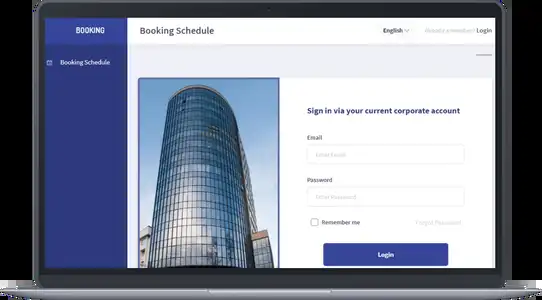 BOOKING
Booking Schedule
English
Already a member? Login
Booking Schedule
Sign in via your current corporate account
Email
Enter Email
Password
Enter Password
Remember me
Forgot Password
Login